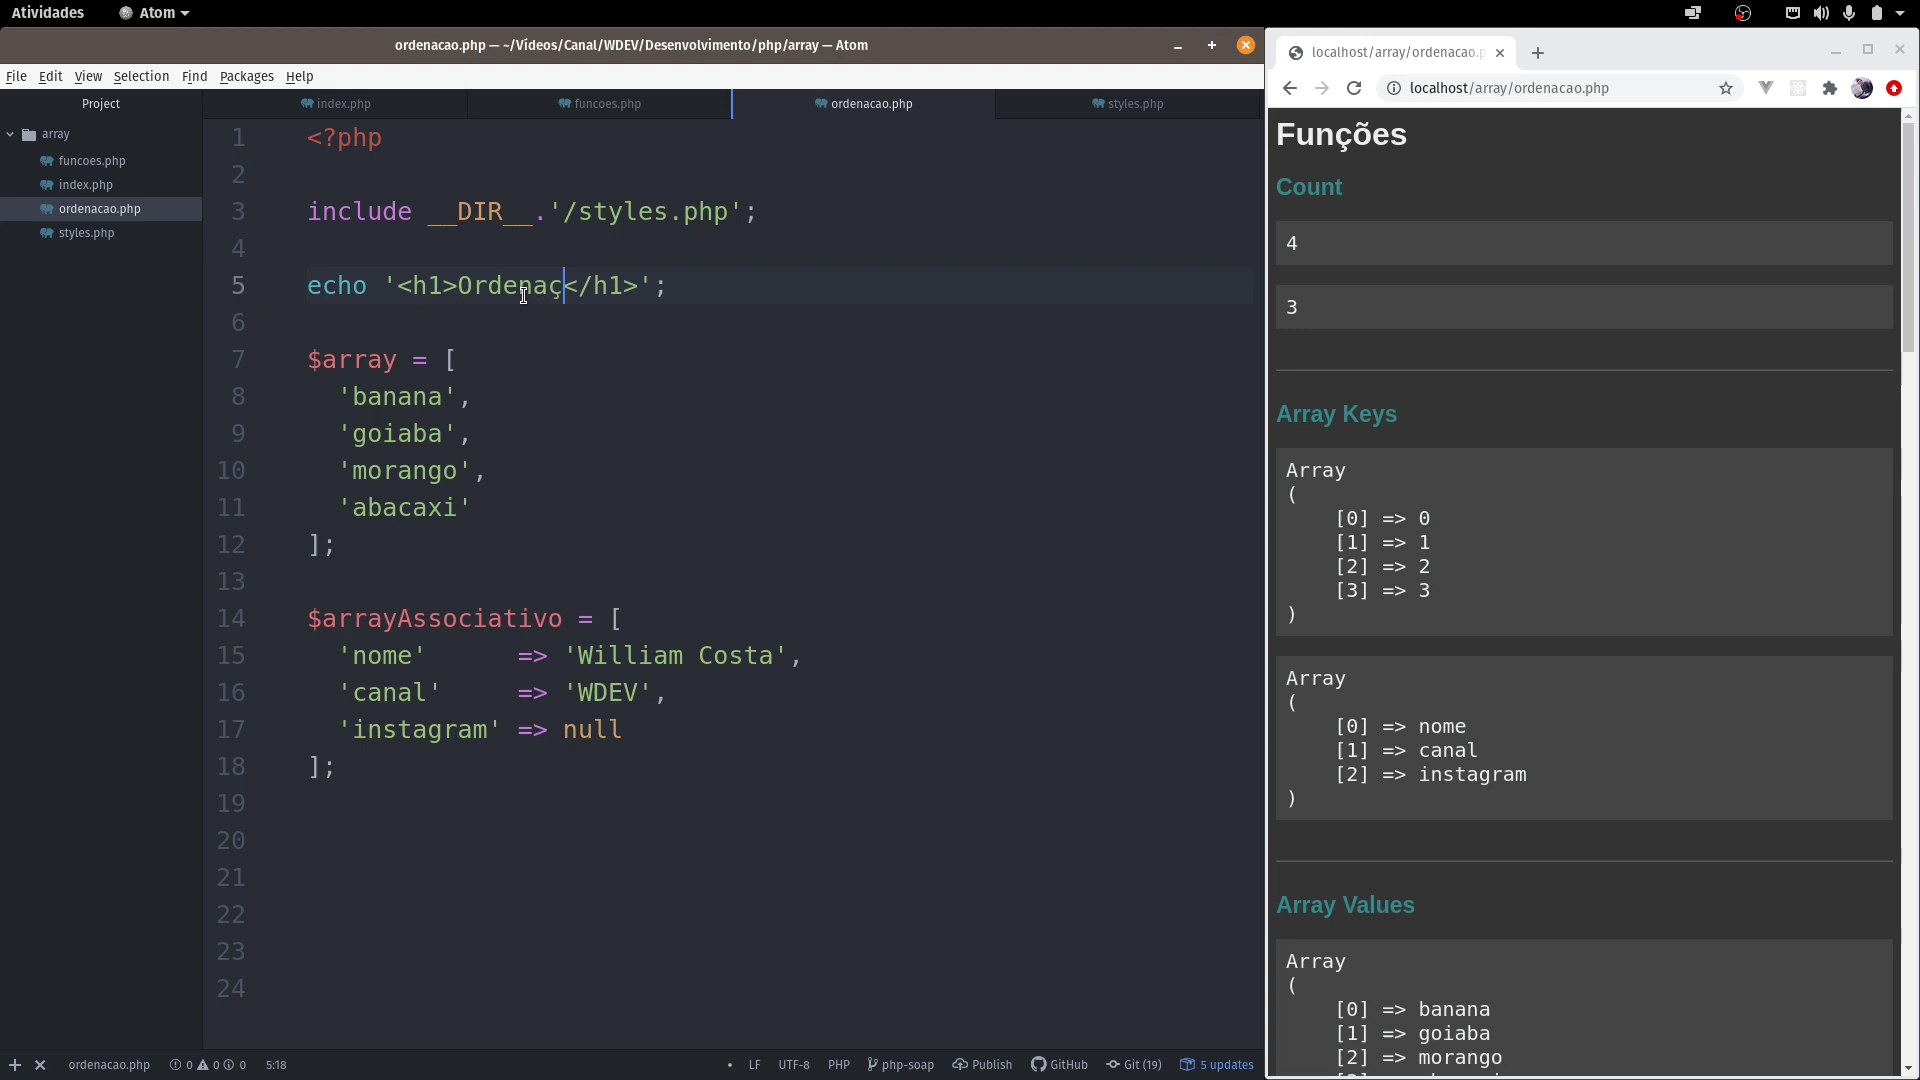 Atividades
Atom
ordenacao.php — ~/Vídeos/Canal/WDEV/Desenvolvimento/php/array — Atom
File Edit View Selection Find Packages Help
Project
array
funcoes.php
index.php
ordenacao.php
styles.php
index.php
funcoes.php
ordenacao.php
styles.php
1 <?php
2
3 include __DIR__.'/styles.php';
4
5 echo '<h1>Ordenaç</h1>';
6
7 $array = [
8 'banana',
9 'goiaba',
10 'morango',
11 'abacaxi'
12 ];
13
14 $arrayAssociativo = [
15 'nome' => 'William Costa',
16 'canal' => 'WDEV',
17 'instagram' => null
18 ];
19
20
21
22
23
24
ordenacao.php 0 0 0 5:18
LF UTF-8 PHP php-soap Publish GitHub Git (19) 5 updates
localhost/array/ordenacao.p
localhost/array/ordenacao.php
Funções
Count
4
3
Array Keys
Array
(
[0] => 0
[1] => 1
[2] => 2
[3] => 3
)
Array
(
[0] => nome
[1] => canal
[2] => instagram
)
Array Values
Array
(
[0] => banana
[1] => goiaba
[2] => morango